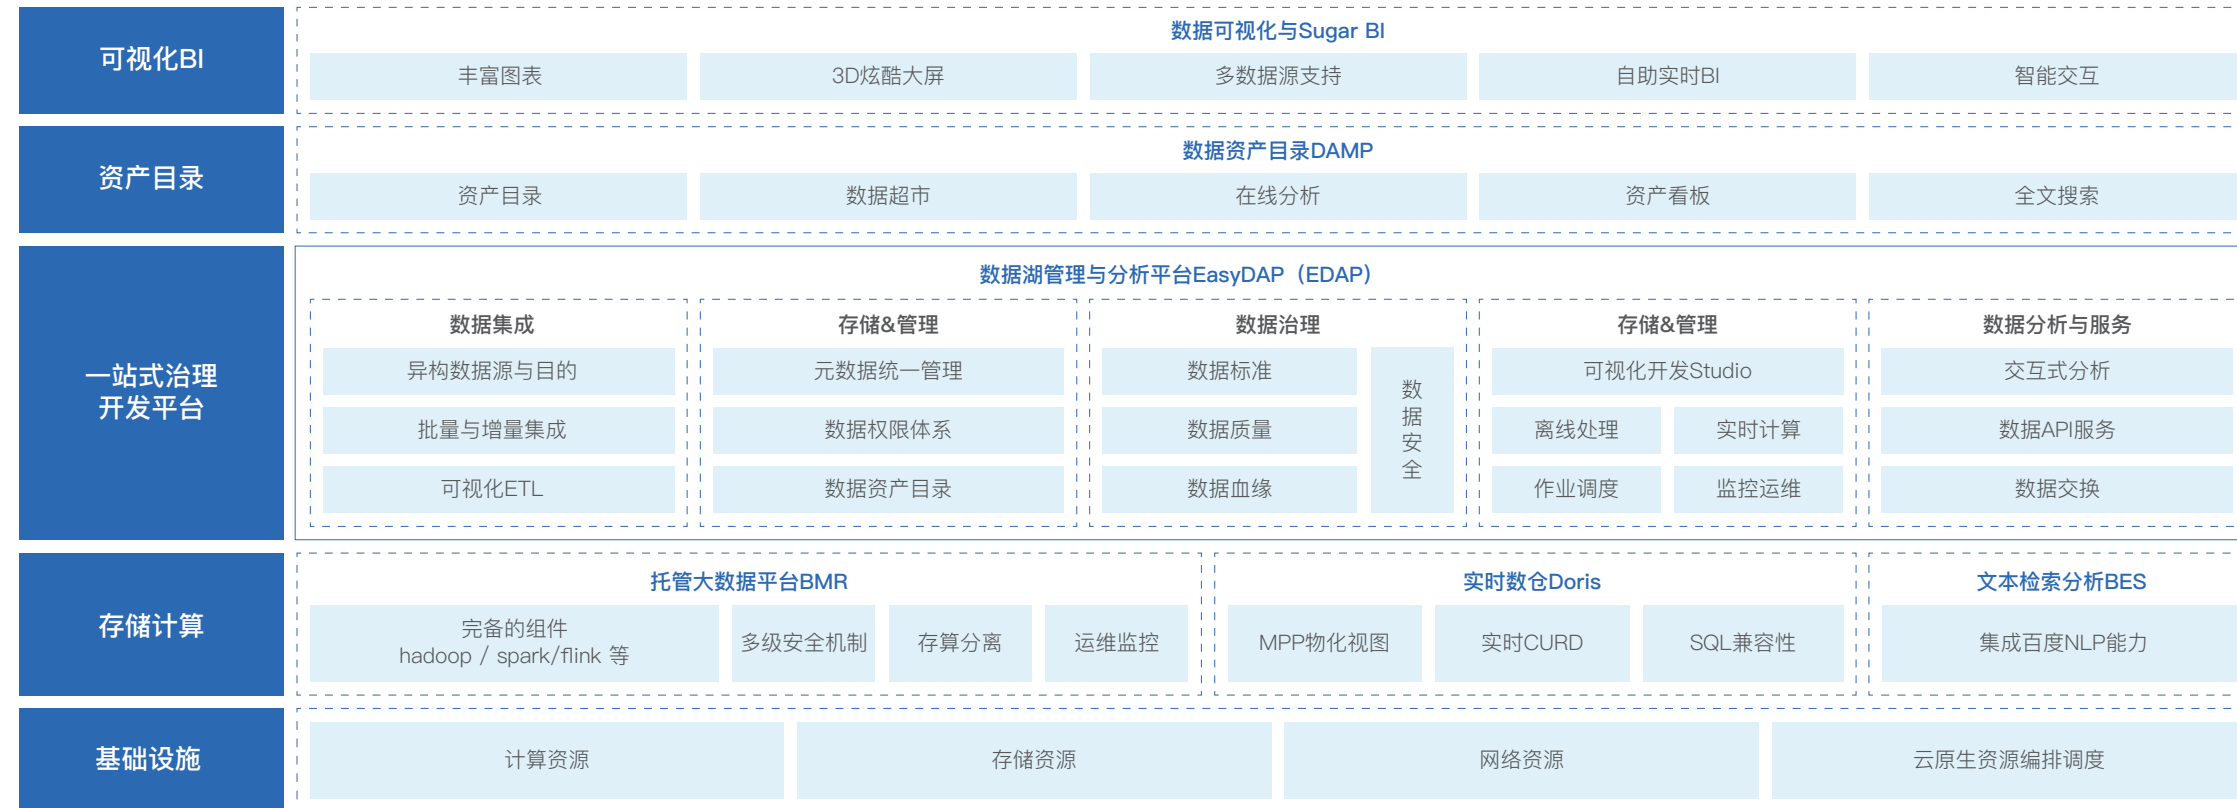 可视化BI
数据可视化与Sugar BI
丰富图表
3D炫酷大屏
多数据源支持
自助实时BI
智能交互
资产目录
数据资产目录DAMP
资产目录
数据超市
在线分析
资产看板
全文搜索
一站式治理
开发平台
数据湖管理与分析平台EasyDAP（EDAP）
数据集成
异构数据源与目的
批量与增量集成
可视化ETL
存储&管理
元数据统一管理
数据权限体系
数据资产目录
数据治理
数据标准
数据质量
数据血缘
数据安全
存储&管理
可视化开发Studio
离线处理
实时计算
作业调度
监控运维
数据分析与服务
交互式分析
数据API服务
数据交换
存储计算
托管大数据平台BMR
完备的组件
hadoop / spark/flink 等
多级安全机制
存算分离
运维监控
实时数仓Doris
MPP物化视图
实时CURD
SQL兼容性
文本检索分析BES
集成百度NLP能力
基础设施
计算资源
存储资源
网络资源
云原生资源编排调度